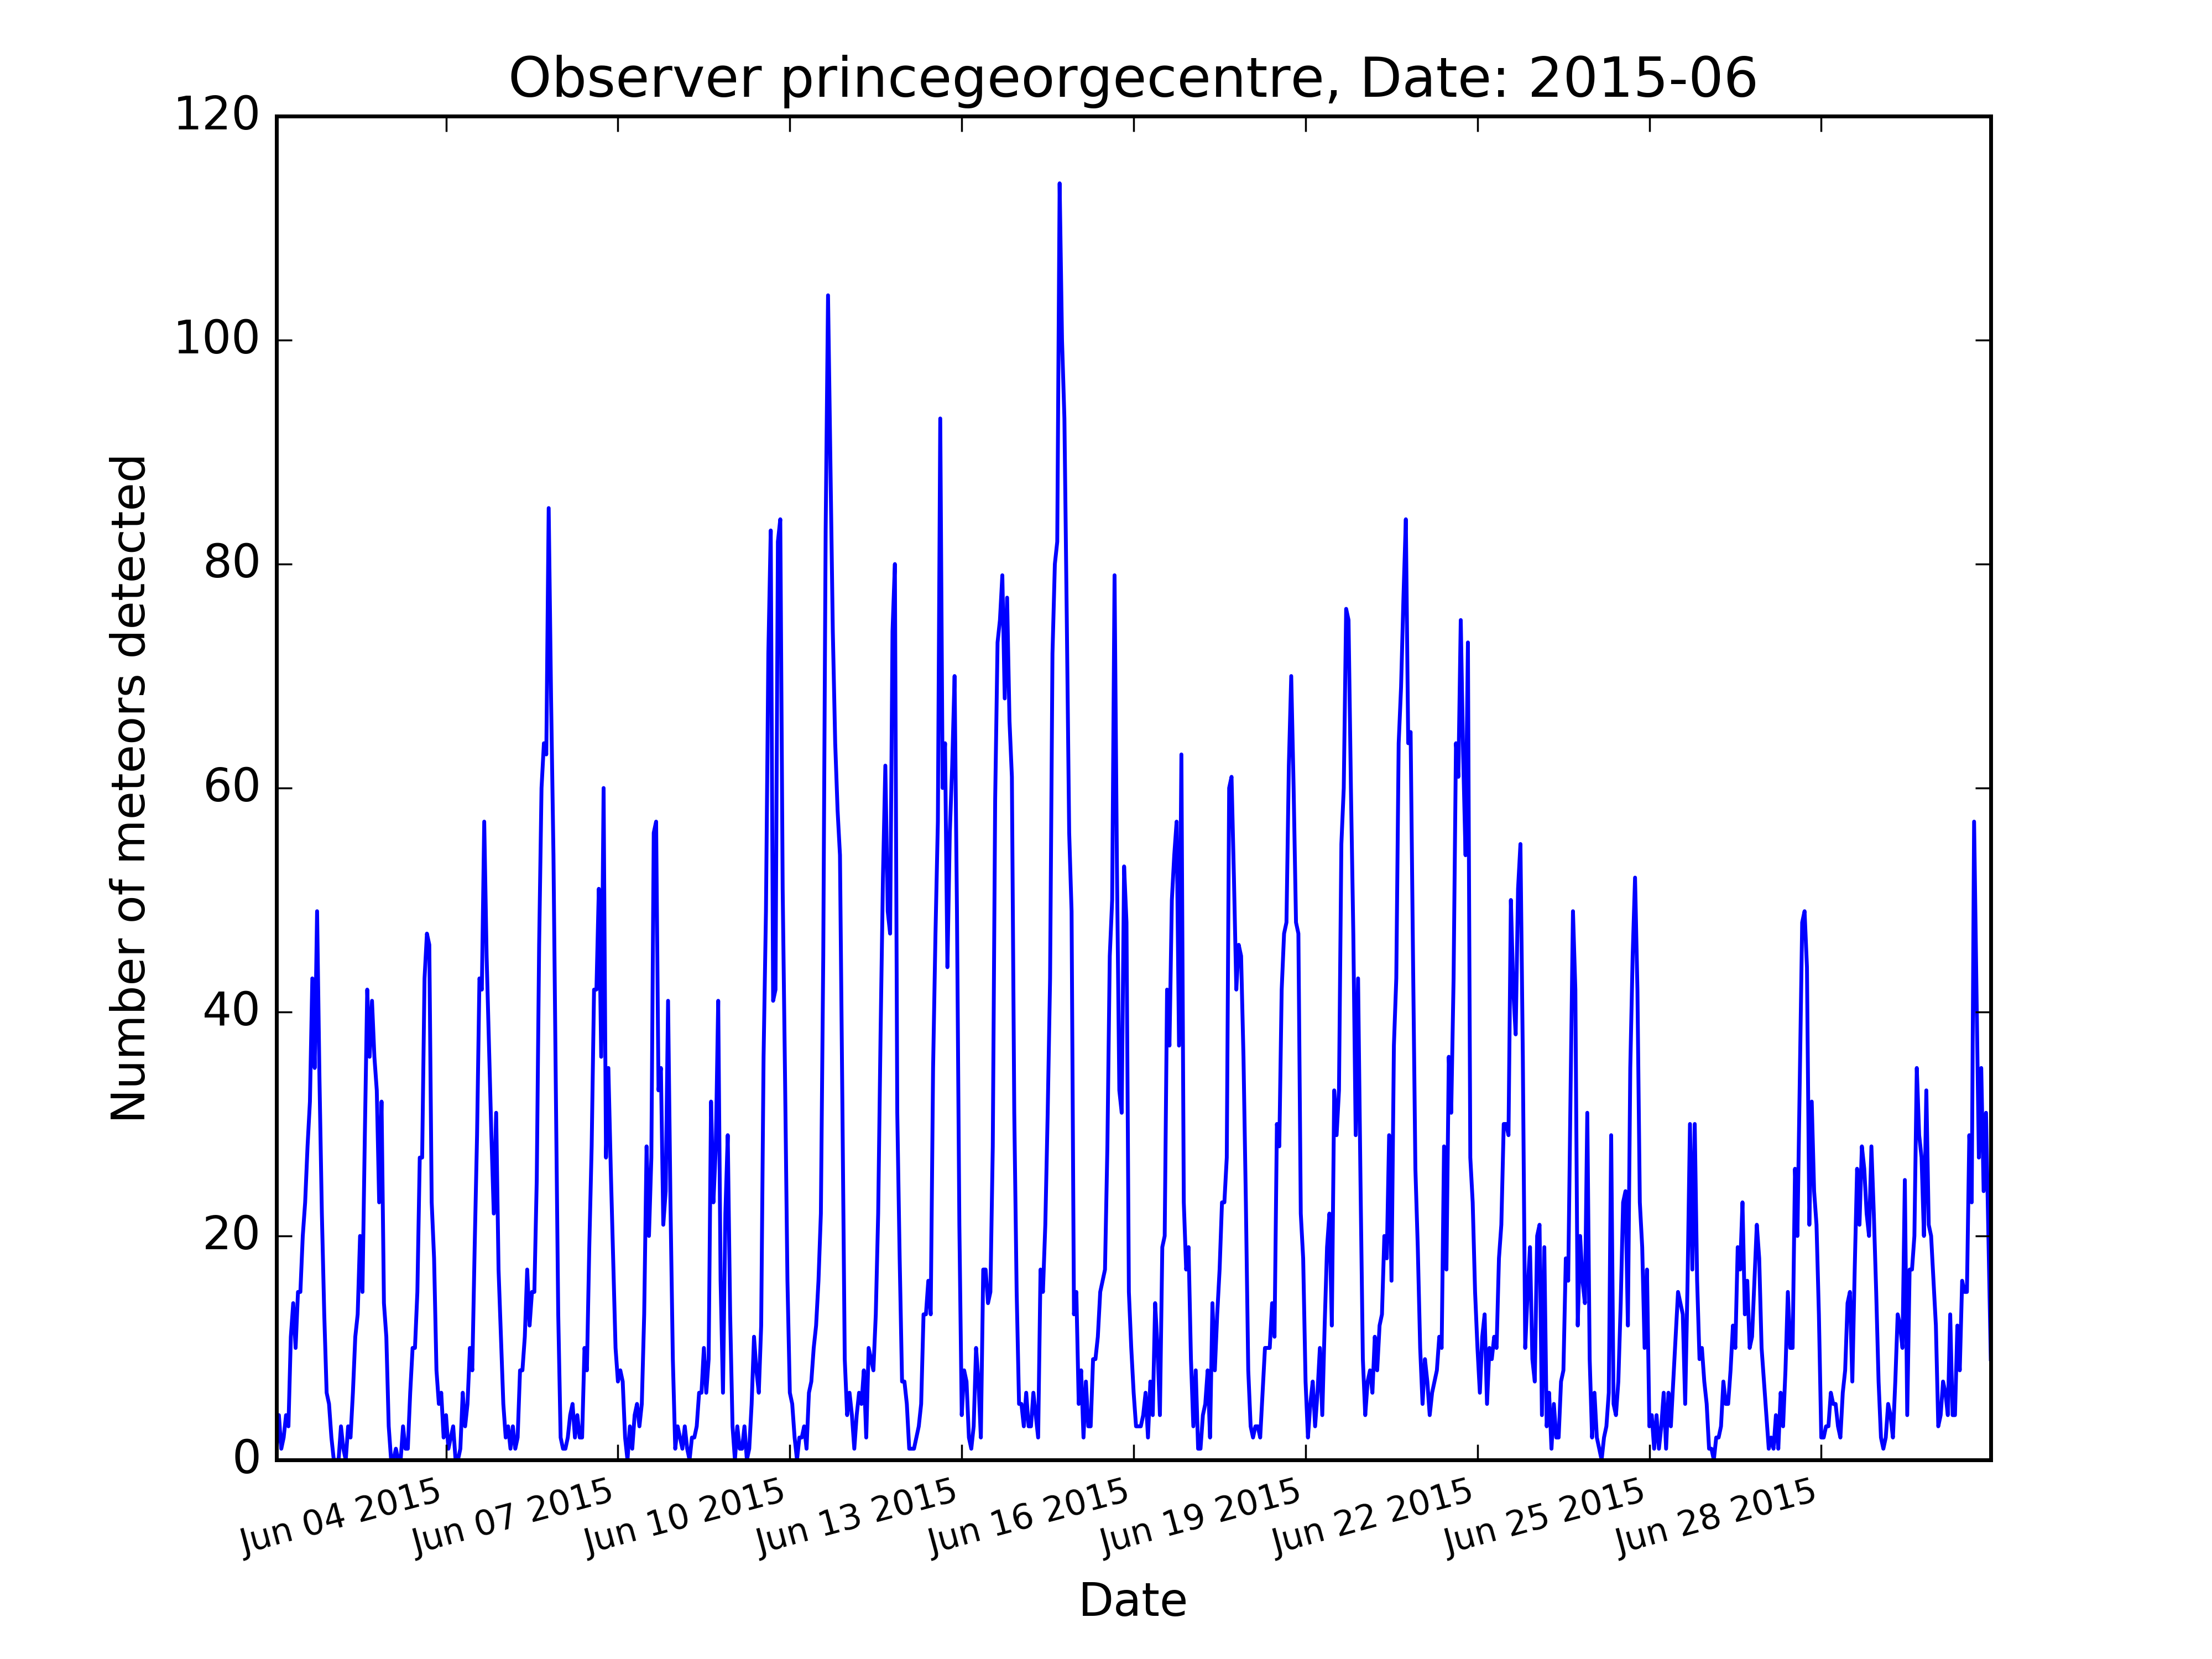 Observer princegeorgecentre, Date: 2015-06
120
100
80
60
40
20
0
Number of meteors detected
Jun 04 2015
Jun 07 2015
Jun 10 2015
Jun 13 2015
Jun 16 2015
Jun 19 2015
Jun 22 2015
Jun 25 2015
Jun 28 2015
Date